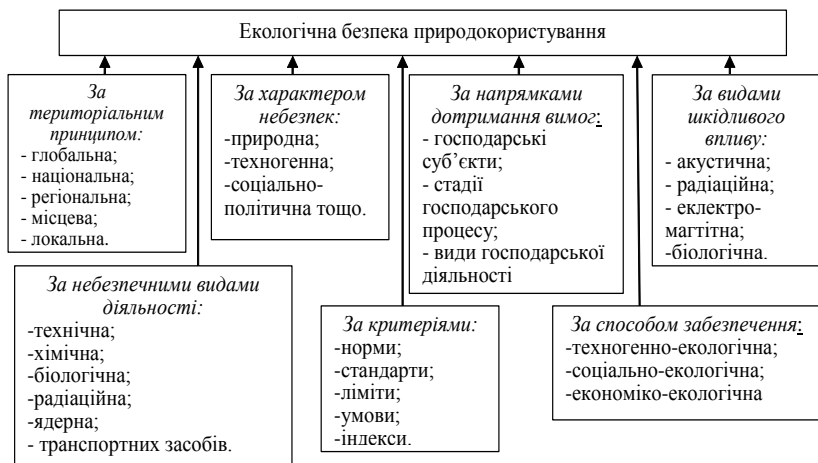 Екологічна безпека природокористування
За
територіальним
принципом:
- глобальна;
- національна;
- регіональна;
- місцева;
- локальна.
За характером
небезпек:
-природна;
-техногенна;
-соціально-
політична тощо.
За напрямками
дотримання вимог:
- господарські
суб’єкти;
- стадії
господарського
процесу;
- види господарської
діяльності
За видами
шкідливого
впливу:
- акустична;
- радіаційна;
- еклектро-
магтітна;
-біологічна.
За небезпечними видами
діяльності:
-технічна;
-хімічна;
-біологічна;
-радіаційна;
-ядерна;
- транспортних засобів.
За критеріями:
-норми;
-стандарти;
-ліміти;
-умови;
-індекси.
За способом забезпечення:
-техногенно-екологічна;
-соціально-екологічна;
-економіко-екологічна